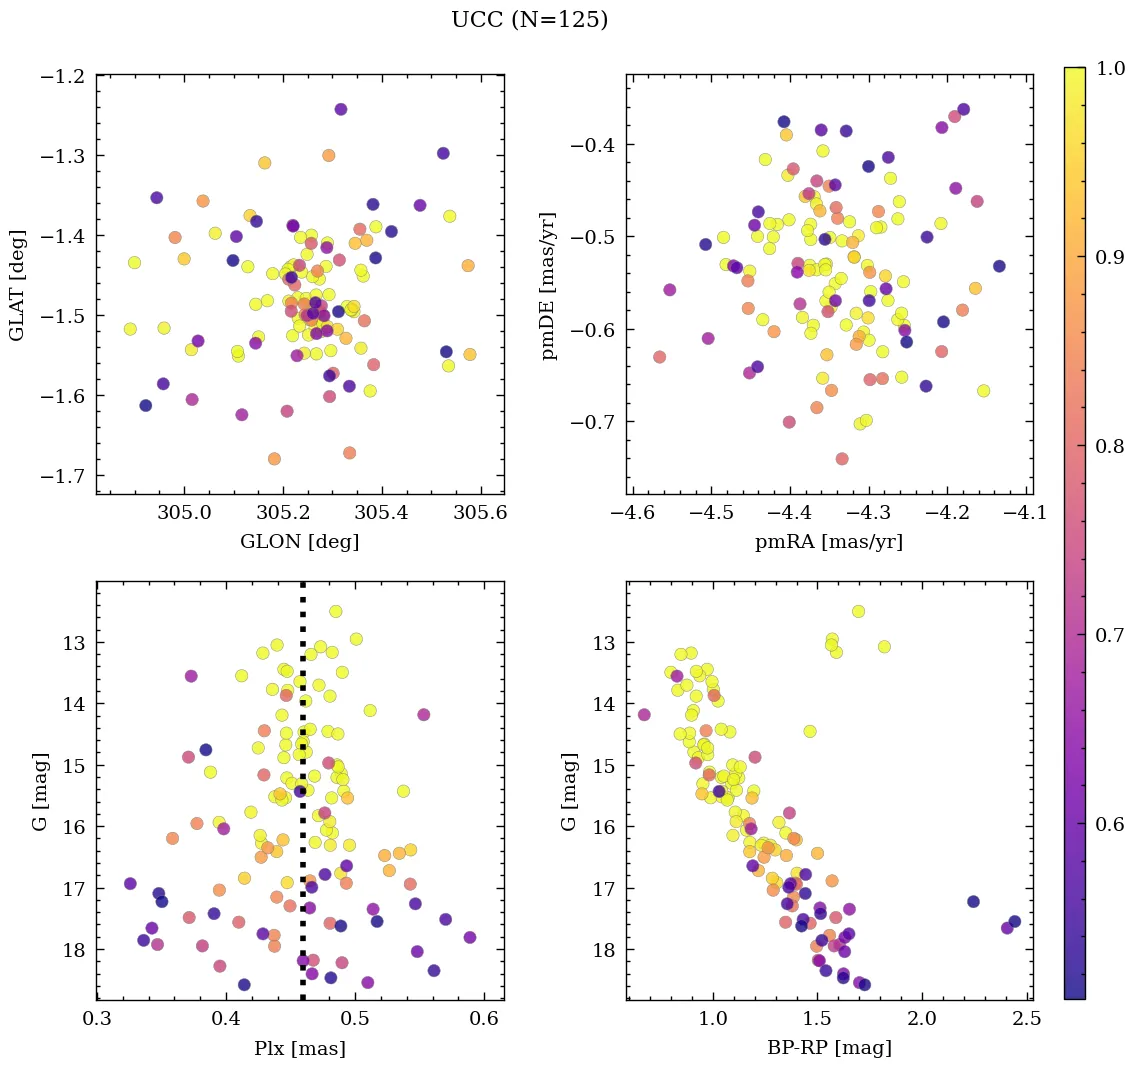 UCC (N=125)
−1.2
−1.3
−1.4
−1.5
−1.6
−1.7
GLAT [deg]
305.0 305.2 305.4 305.6
GLON [deg]
−0.4
−0.5
−0.6
−0.7
pmDE [mas/yr]
−4.6 −4.5 −4.4 −4.3 −4.2 −4.1
pmRA [mas/yr]
13
14
15
16
17
18
G [mag]
0.3 0.4 0.5 0.6
Plx [mas]
13
14
15
16
17
18
G [mag]
1.0 1.5 2.0 2.5
BP-RP [mag]
1.0
0.9
0.8
0.7
0.6